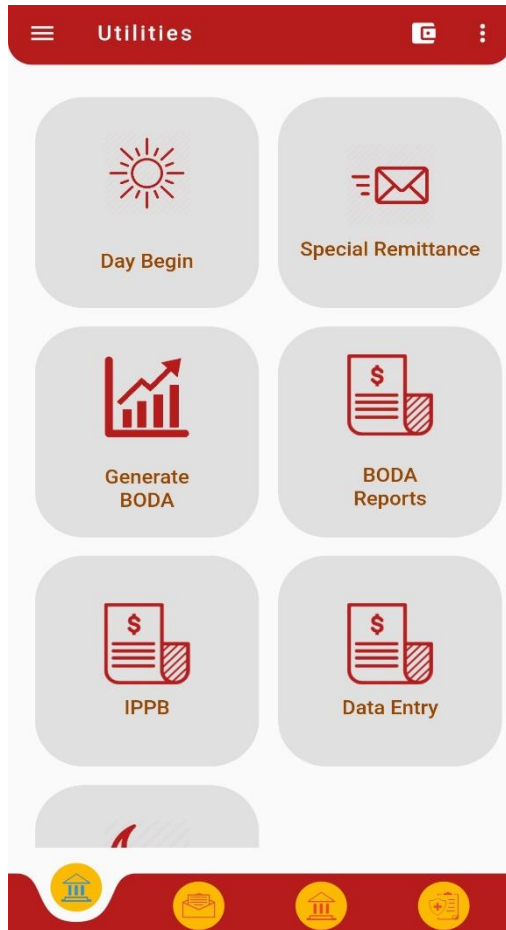 Utilities
Day Begin
Special Remittance
Generate
BODA
BODA
Reports
IPPB
Data Entry